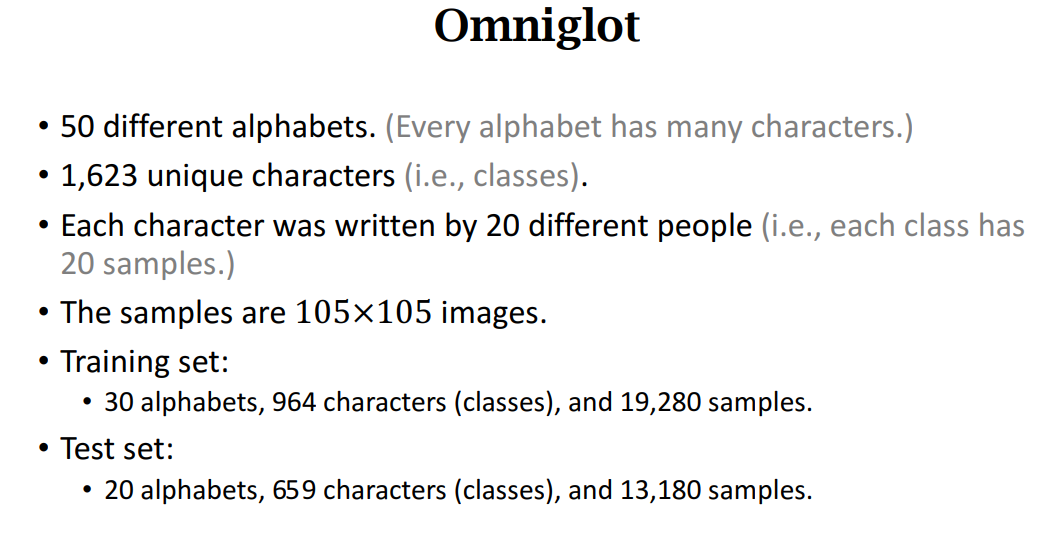 Omniglot
• 50 different alphabets. (Every alphabet has many characters.)
• 1,623 unique characters (i.e., classes).
• Each character was written by 20 different people (i.e., each class has
20 samples.)
• The samples are 105×105 images.
• Training set:
• 30 alphabets, 964 characters (classes), and 19,280 samples.
• Test set:
• 20 alphabets, 659 characters (classes), and 13,180 samples.